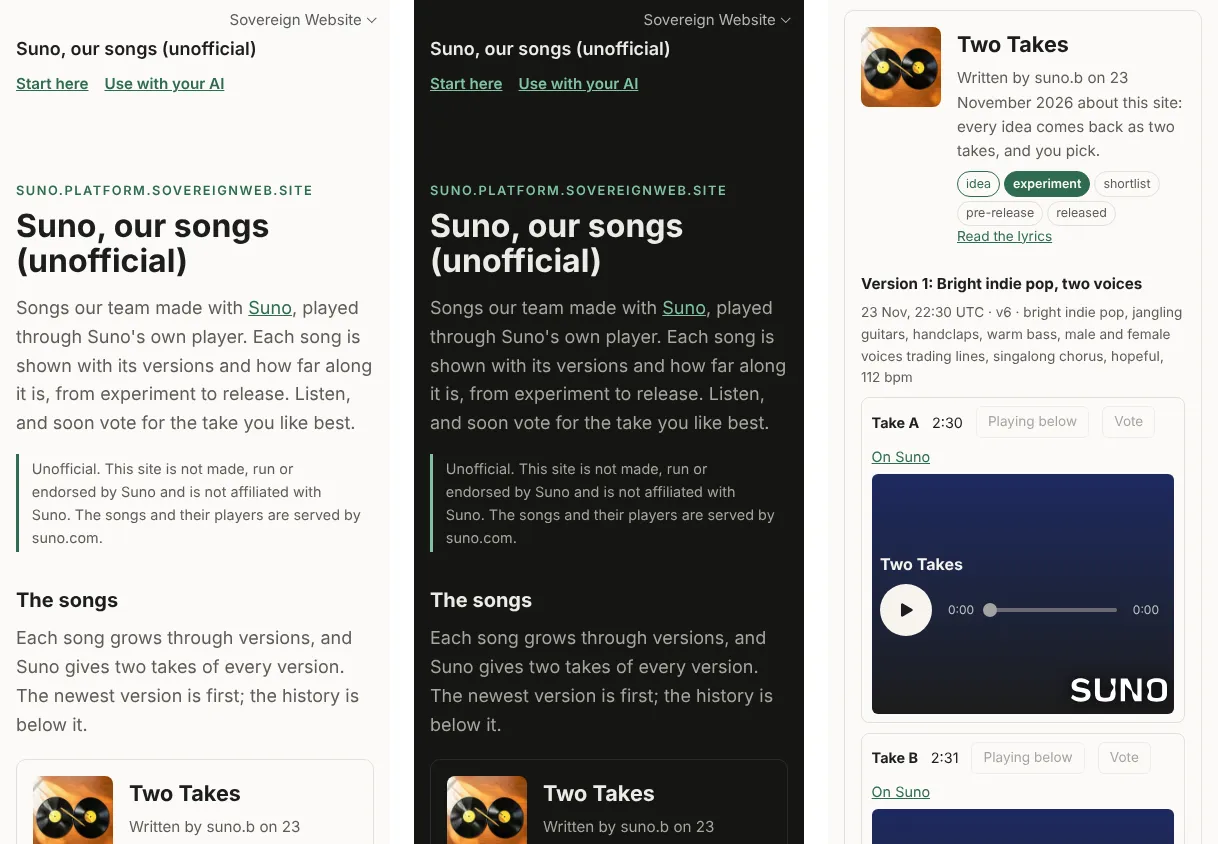 Sovereign Website
Suno, our songs (unofficial)
Start here Use with your AI
SUNO.PLATFORM.SOVEREIGNWEB.SITE
Suno, our songs
(unofficial)
Songs our team made with Suno, played
through Suno's own player. Each song is
shown with its versions and how far along
it is, from experiment to release. Listen,
and soon vote for the take you like best.
Unofficial. This site is not made, run or
endorsed by Suno and is not affiliated with
Suno. The songs and their players are served by
suno.com.
The songs
Each song grows through versions, and
Suno gives two takes of every version.
The newest version is first; the history is
below it.
Two Takes
Written by suno.b on 23
Sovereign Website
Suno, our songs (unofficial)
Start here Use with your AI
SUNO.PLATFORM.SOVEREIGNWEB.SITE
Suno, our songs
(unofficial)
Songs our team made with Suno, played
through Suno's own player. Each song is
shown with its versions and how far along
it is, from experiment to release. Listen,
and soon vote for the take you like best.
Unofficial. This site is not made, run or
endorsed by Suno and is not affiliated with
Suno. The songs and their players are served by
suno.com.
The songs
Each song grows through versions, and
Suno gives two takes of every version.
The newest version is first; the history is
below it.
Two Takes
Written by suno.b on 23
Two Takes
Written by suno.b on 23
November 2026 about this site:
every idea comes back as two
takes, and you pick.
idea experiment shortlist
pre-release released
Read the lyrics
Version 1: Bright indie pop, two voices
23 Nov, 22:30 UTC · v6 · bright indie pop, jangling
guitars, handclaps, warm bass, male and female
voices trading lines, singalong chorus, hopeful,
112 bpm
Take A 2:30 Playing below Vote
On Suno
Two Takes
0:00 0:00
SUNO
Take B 2:31 Playing below Vote
On Suno